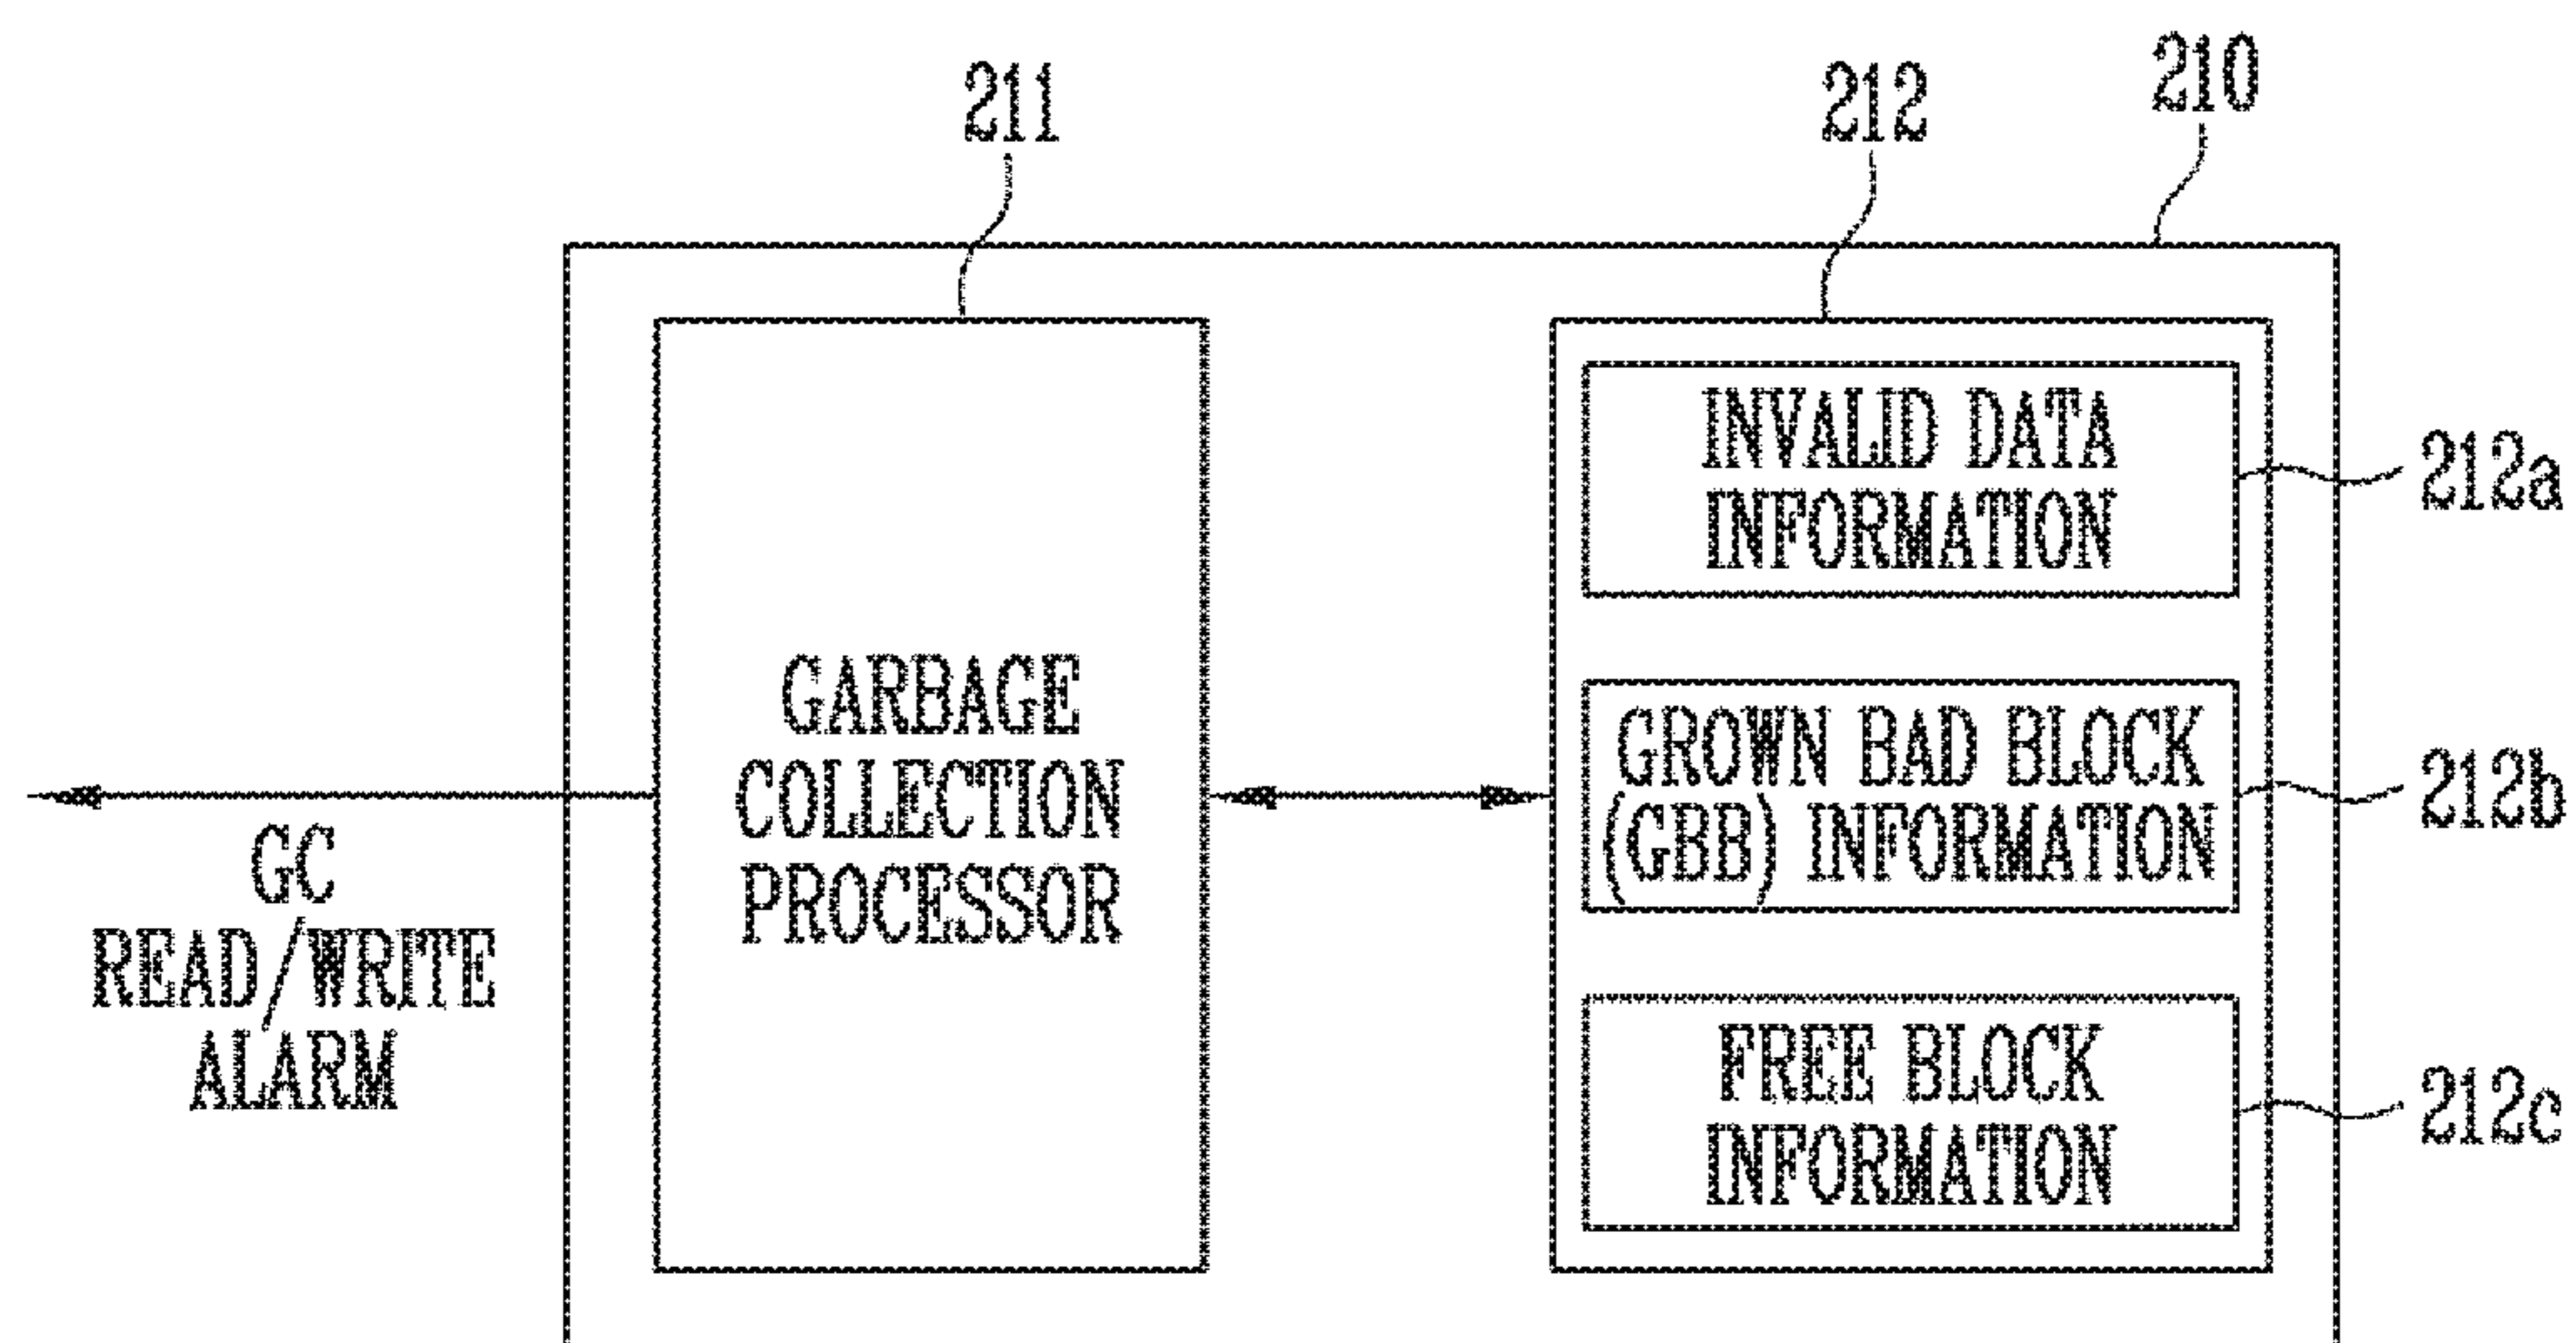 211
212
210
INVALID DATA
INFORMATION
212a
GARBAGE
COLLECTION
PROCESSOR
GROWN BAD BLOCK
(GBB) INFORMATION
212b
GC
READ/WRITE
ALARM
FREE BLOCK
INFORMATION
212c